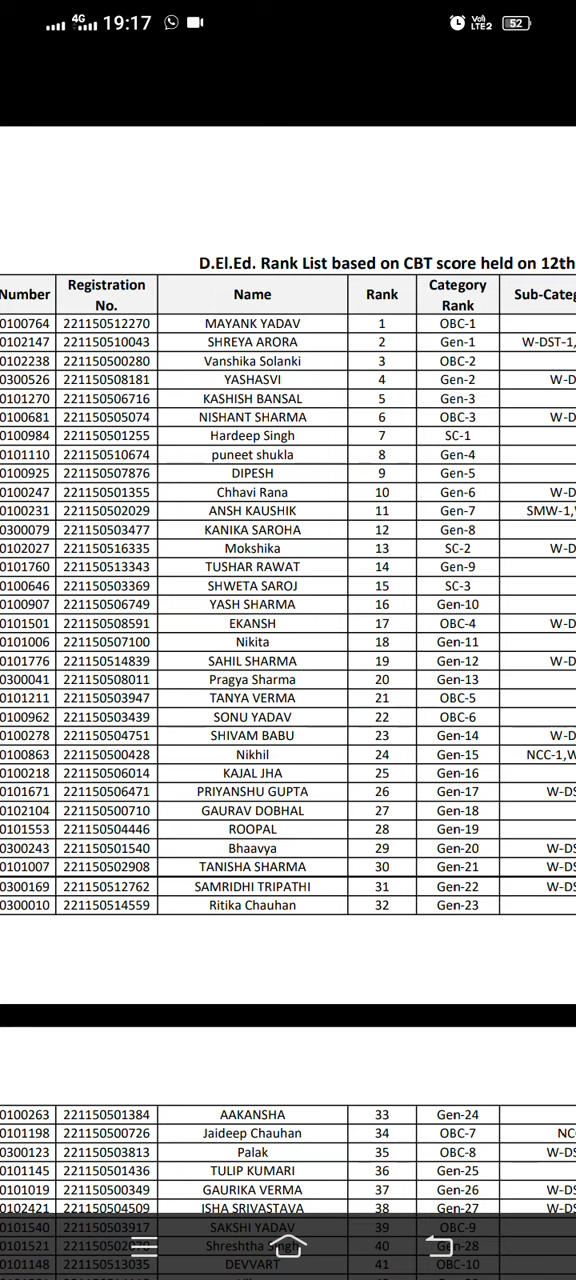 4G 19:17 Vo) LTE2 52
D.El.Ed. Rank List based on CBT score held on 12th
Number Registration No. Name Rank Category Rank Sub-Categ
0100764 221150512270 MAYANK YADAV 1 OBC-1
0102147 221150510043 SHREYA ARORA 2 Gen-1 W-DST-1,
0102238 221150500280 Vanshika Solanki 3 OBC-2
0300526 221150508181 YASHASVI 4 Gen-2 W-D
0101270 221150506716 KASHISH BANSAL 5 Gen-3
0100681 221150505074 NISHANT SHARMA 6 OBC-3 W-D
0100984 221150501255 Hardeep Singh 7 SC-1
0101110 221150510674 puneet shukla 8 Gen-4
0100925 221150507876 DIPESH 9 Gen-5
0100247 221150501355 Chhavi Rana 10 Gen-6 W-D
0100231 221150502029 ANSH KAUSHIK 11 Gen-7 SMW-1,W
0300079 221150503477 KANIKA SAROHA 12 Gen-8
0102027 221150516335 Mokshika 13 SC-2 W-D
0101760 221150513343 TUSHAR RAWAT 14 Gen-9
0100646 221150503369 SHWETA SAROJ 15 SC-3
0100907 221150506749 YASH SHARMA 16 Gen-10
0101501 221150508591 EKANSH 17 OBC-4 W-D
0101006 221150507100 Nikita 18 Gen-11
0101776 221150514839 SAHIL SHARMA 19 Gen-12 W-D
0300041 221150508011 Pragya Sharma 20 Gen-13
0101211 221150503947 TANYA VERMA 21 OBC-5
0100962 221150503439 SONU YADAV 22 OBC-6
0100278 221150504751 SHIVAM BABU 23 Gen-14 W-D
0100863 221150500428 Nikhil 24 Gen-15 NCC-1,W
0100218 221150506014 KAJAL JHA 25 Gen-16
0101671 221150506471 PRIYANSHU GUPTA 26 Gen-17 W-DS
0102104 221150500710 GAURAV DOBHAL 27 Gen-18
0101553 221150504446 ROOPAL 28 Gen-19
0300243 221150501540 Bhaavya 29 Gen-20 W-DS
0101007 221150502908 TANISHA SHARMA 30 Gen-21 W-DS
0300169 221150512762 SAMRIDHI TRIPATHI 31 Gen-22 W-DS
0300010 221150514559 Ritika Chauhan 32 Gen-23
0100263 221150501384 AAKANSHA 33 Gen-24
0101198 221150500726 Jaideep Chauhan 34 OBC-7 NC
0300123 221150503813 Palak 35 OBC-8 W-DS
0101145 221150501436 TULIP KUMARI 36 Gen-25
0101019 221150500349 GAURIKA VERMA 37 Gen-26 W-DS
0102421 221150504509 ISHA SRIVASTAVA 38 Gen-27 W-DS
0101540 221150503917 SAKSHI YADAV 39 OBC-9
0101521 Shreshtha Singh 40 Gen-28
0101148 221150513035 DEVVART 41 OBC-10